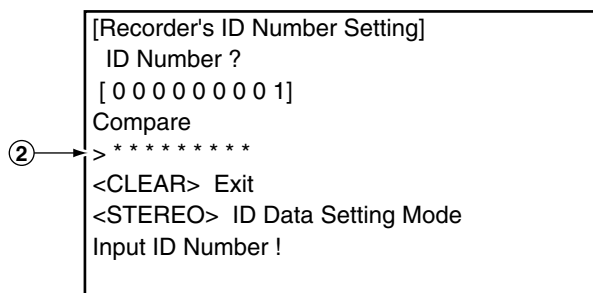 [Recorder's ID Number Setting]
ID Number ?
[ 0 0 0 0 0 0 0 0 1]
Compare
② > * * * * * * * * *
<CLEAR> Exit
<STEREO> ID Data Setting Mode
Input ID Number !